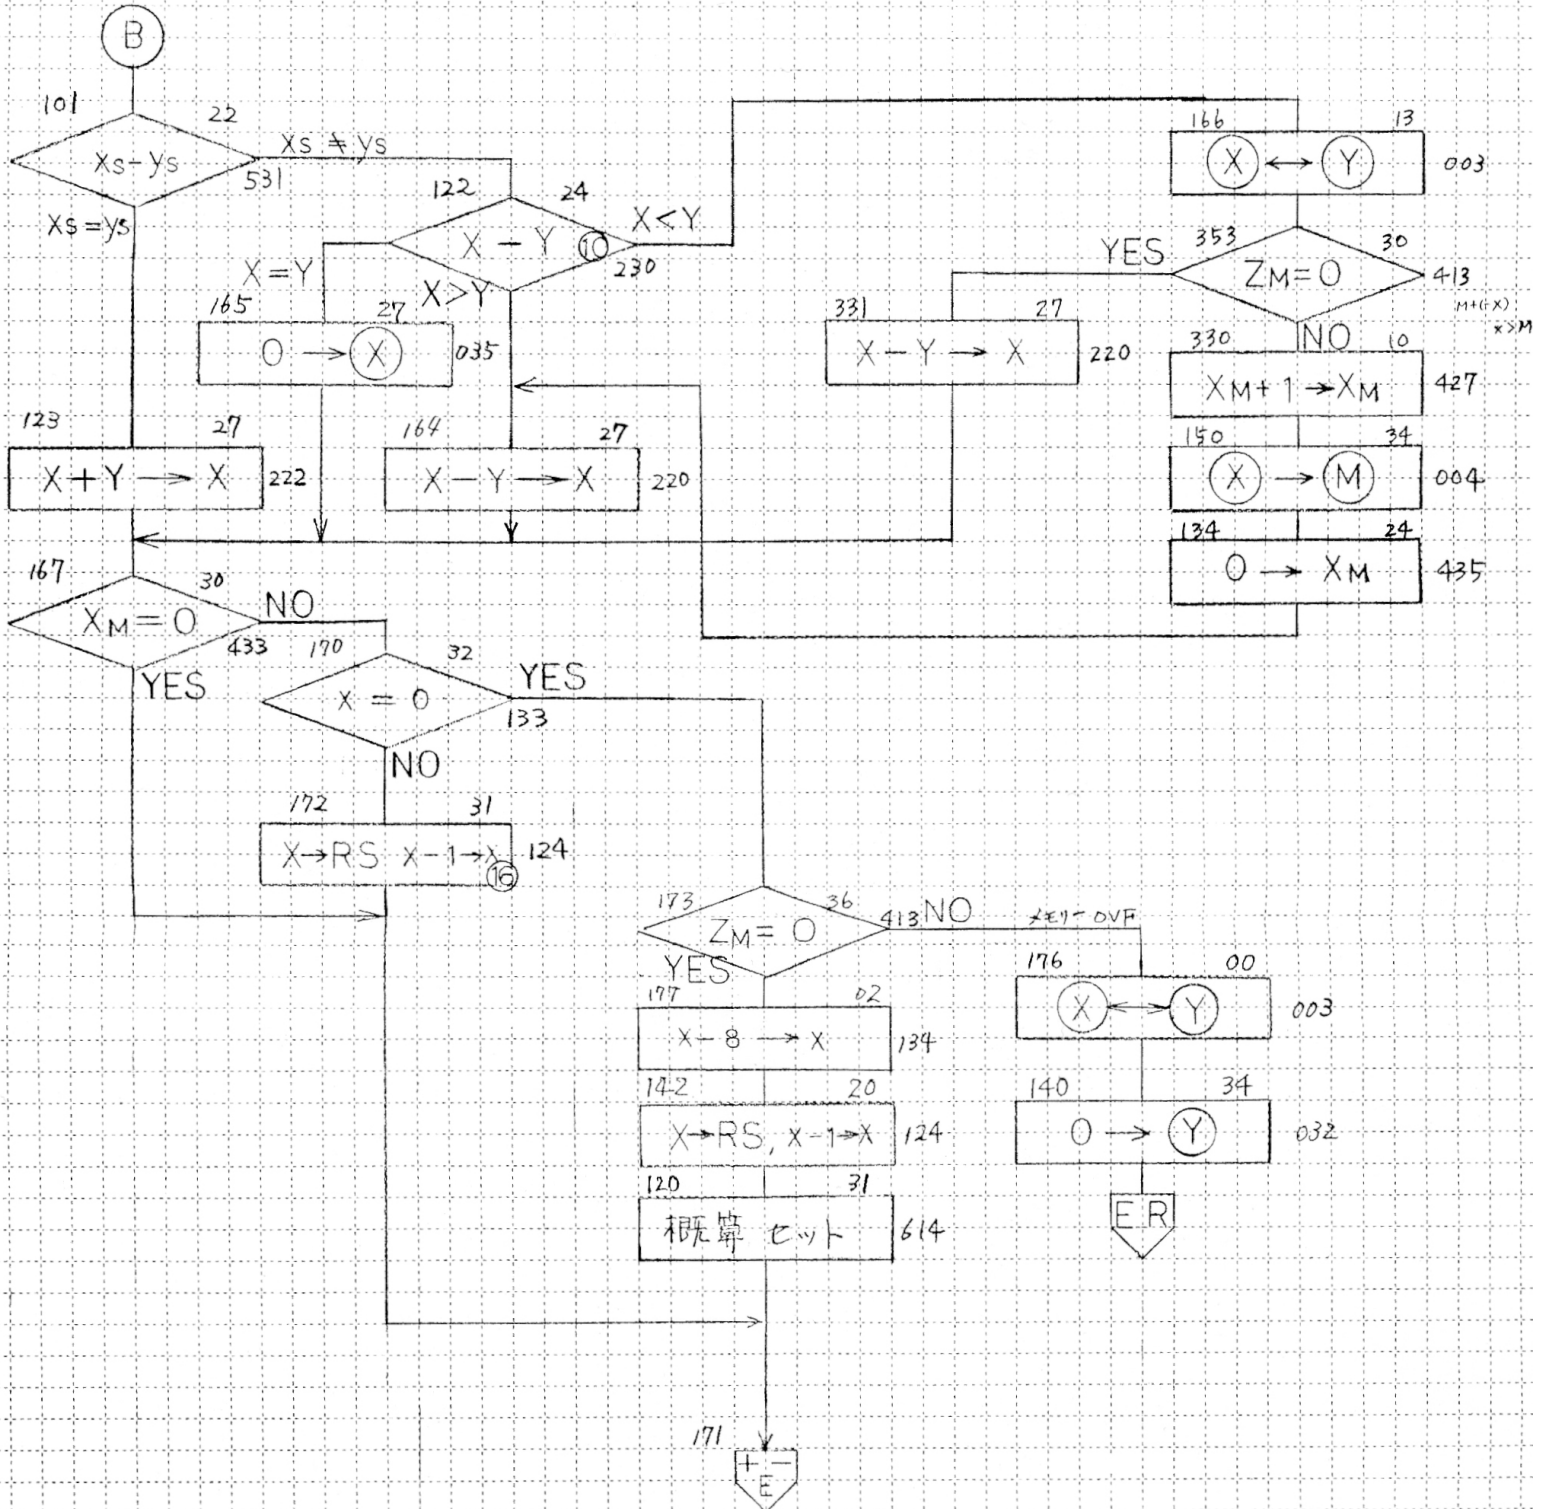 B
101 22
xs-ys
531
xs ≠ ys
xs=ys
122 24
X - Y ⑩
230
X<Y
X=Y
X>Y
166 13
X ↔ Y
003
353 30
ZM=0
413
YES
NO
M+(-X)
X>M
165 27
0 → X
035
331 27
X - Y → X
220
330 10
XM+1→XM
427
123 27
X+Y → X
222
164 27
X-Y → X
220
150 34
X → M
004
134 24
0 → XM
435
167 30
XM=0
433
NO
YES
170 32
x = 0
133
YES
NO
172 31
X→RS x-1→x
⑯
124
173 36
ZM= 0
413
NO
メモリー OVF
YES
176 00
X ↔ Y
003
177 02
x-8 → x
134
142 20
X→RS, x-1→x
124
140 34
0 → Y
032
120 31
概算 セット
614
ER
171
+ -
E